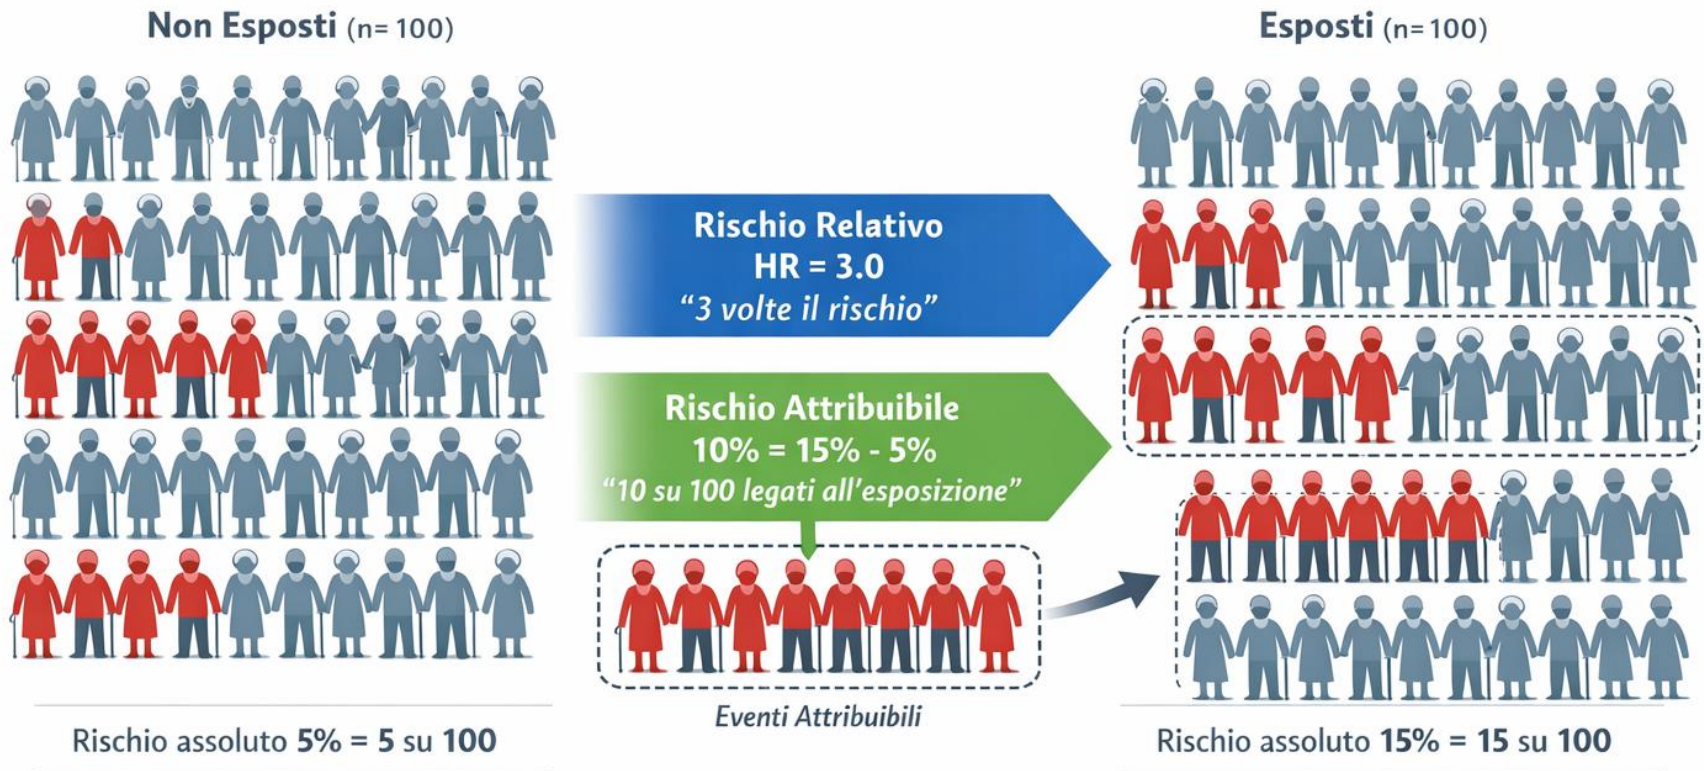 Non Esposti (n= 100)
Esposti (n= 100)
Rischio Relativo
HR = 3.0
“3 volte il rischio”
Rischio Attribuibile
10% = 15% - 5%
“10 su 100 legati all’esposizione”
Eventi Attribuibili
Rischio assoluto 5% = 5 su 100
Rischio assoluto 15% = 15 su 100